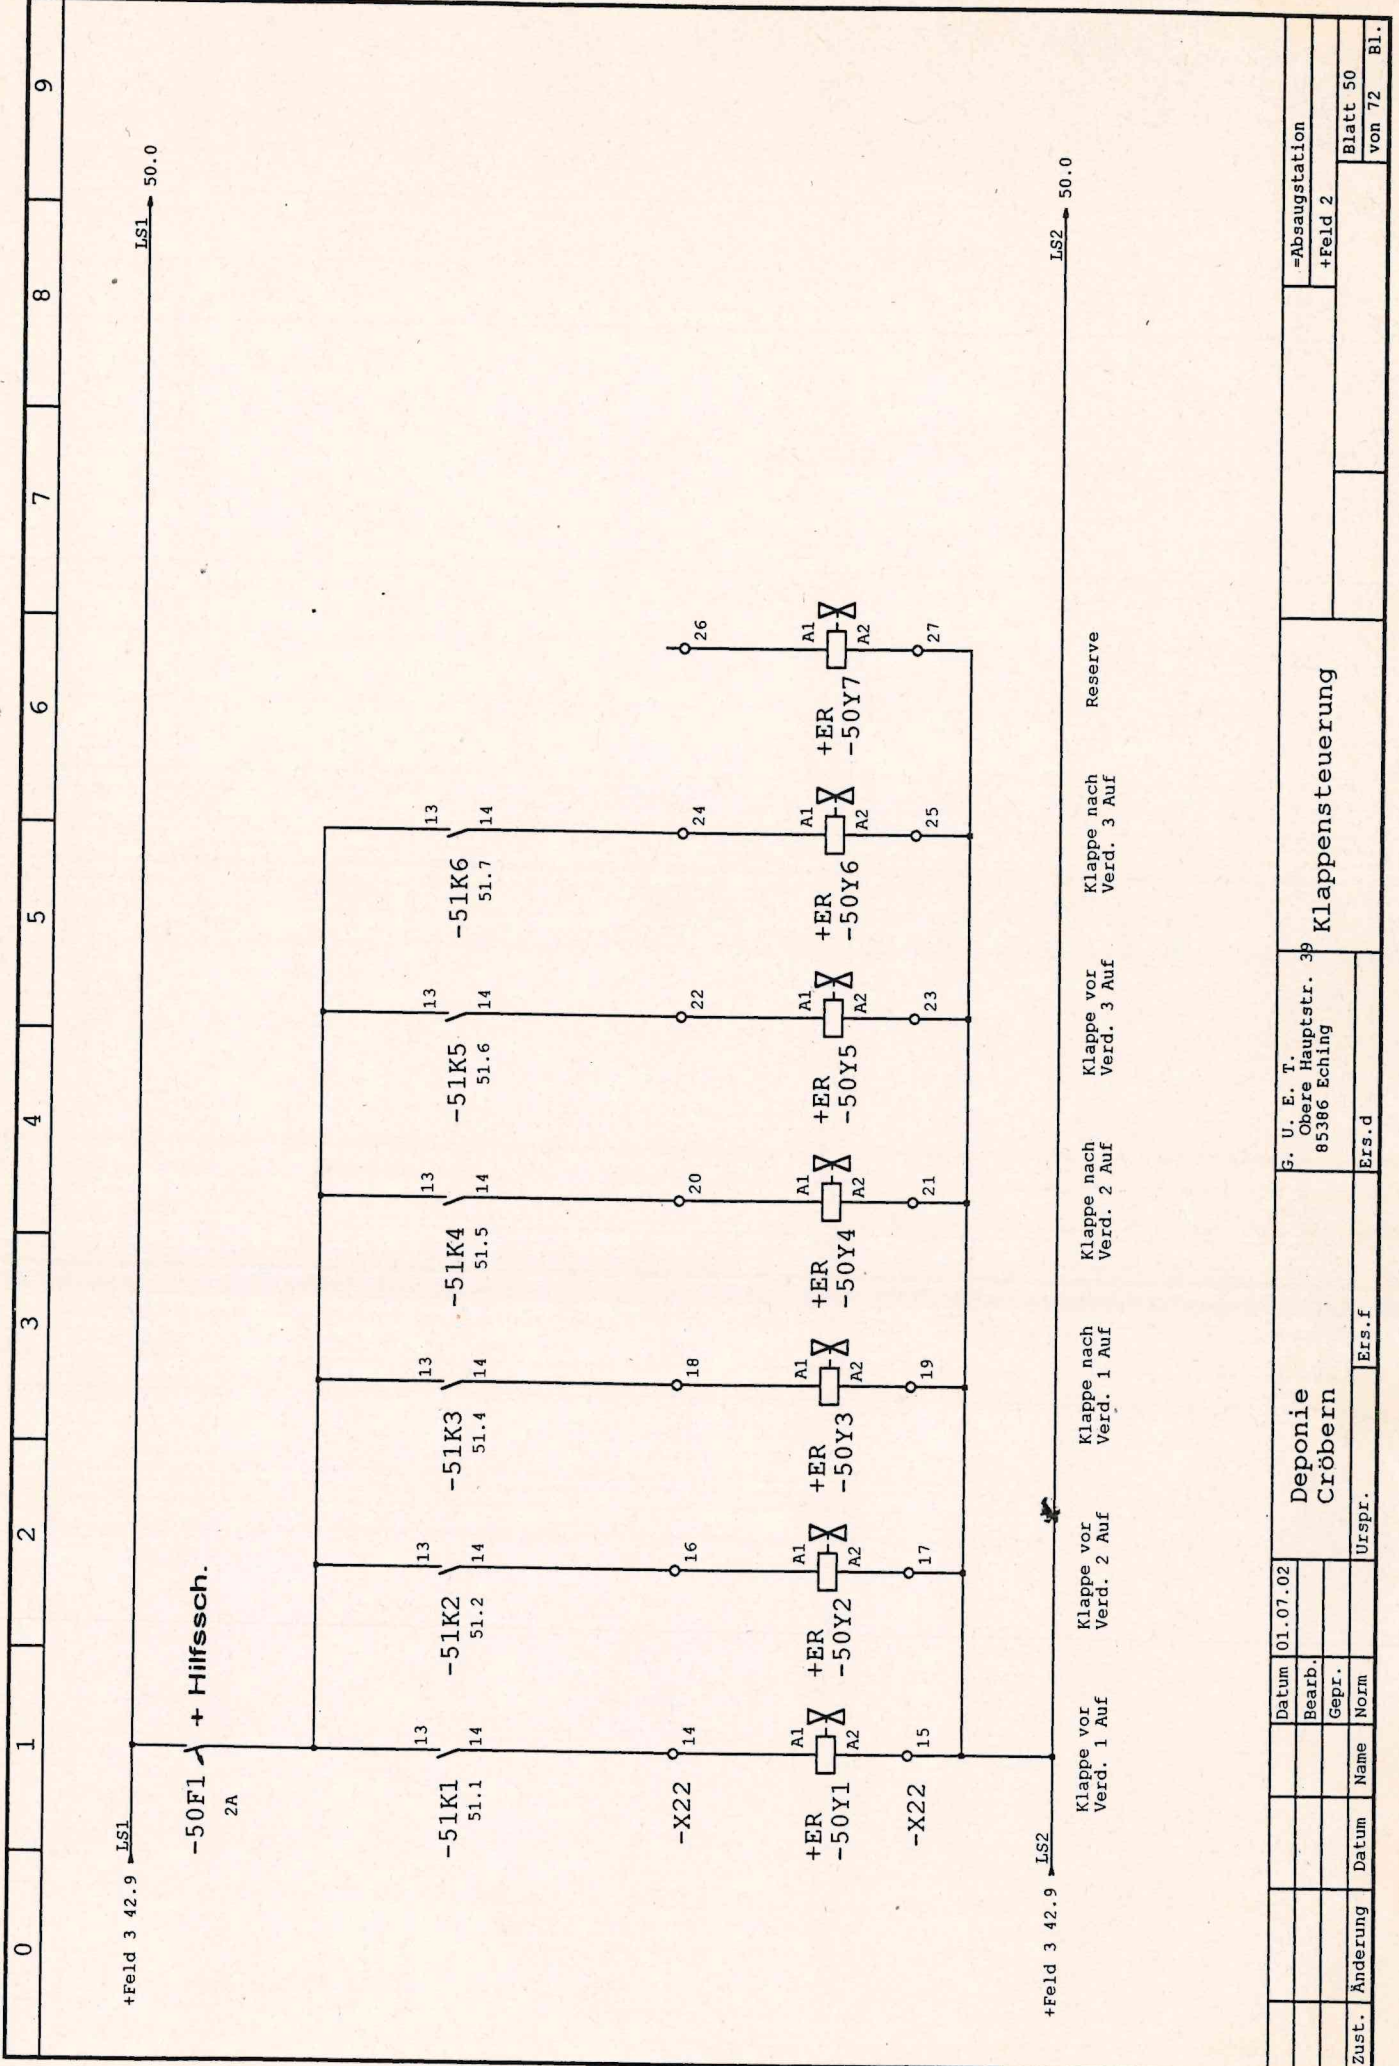 0 1 2 3 4 5 6 7 8 9
+Feld 3 42.9 LS1
LS1 50.0
-50F1 + Hilfssch.
2A
13 13 13 13 13 13
-51K1 -51K2 -51K3 -51K4 -51K5 -51K6
51.1 51.2 51.4 51.5 51.6 51.7
14 14 14 14 14 14
-X22 14 16 18 20 22 24 26
A1 A1 A1 A1 A1 A1 A1
+ER +ER +ER +ER +ER +ER +ER
-50Y1 -50Y2 -50Y3 -50Y4 -50Y5 -50Y6 -50Y7
A2 A2 A2 A2 A2 A2 A2
-X22 15 17 19 21 23 25 27
+Feld 3 42.9 LS2
LS2 50.0
Klappe vor
Verd. 1 Auf
Klappe vor
Verd. 2 Auf
Klappe nach
Verd. 1 Auf
Klappe nach
Verd. 2 Auf
Klappe vor
Verd. 3 Auf
Klappe nach
Verd. 3 Auf
Reserve
Zust. Änderung Datum Name
Datum 01.07.02
Bearb.
Gepr.
Norm
Deponie
Cröbern
Urspr. Ers.f Ers.d
G. U. E. T.
Obere Hauptstr. 39
85386 Eching
Klappensteuerung
=Absaugstation
+Feld 2
Blatt 50
von 72 Bl.